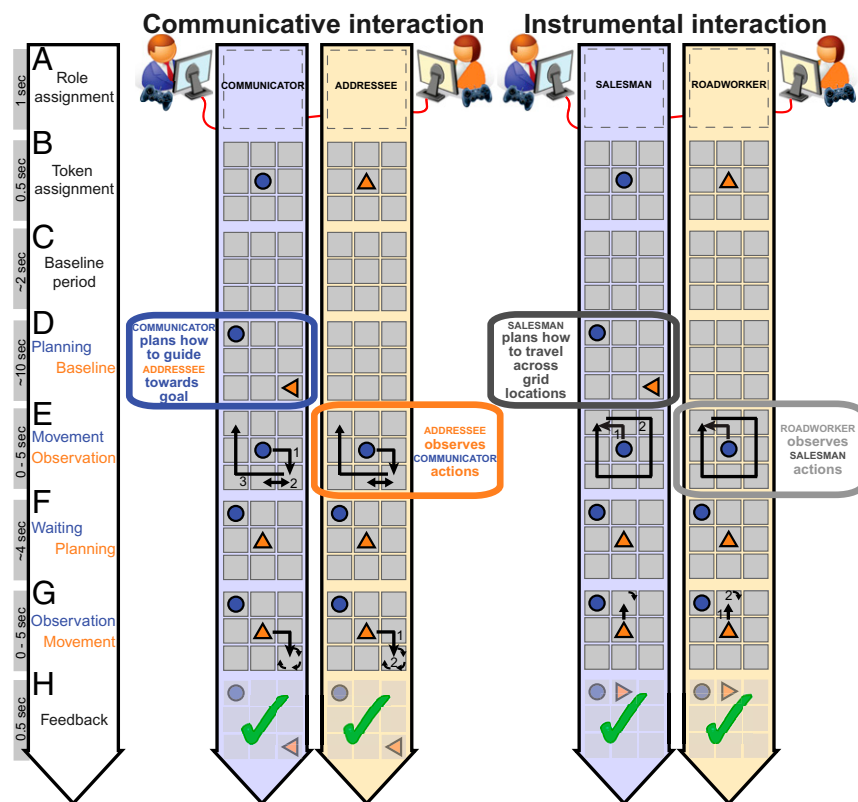 Communicative interaction
Instrumental interaction
A
1 sec
Role
assignment
COMMUNICATOR
ADDRESSEE
SALESMAN
ROADWORKER
B
0.5 sec
Token
assignment
C
~2 sec
Baseline
period
D
~10 sec
Planning
Baseline
COMMUNICATOR
plans how
to guide
ADDRESSEE
towards
goal
SALESMAN
plans how
to travel
across
grid
locations
E
0 - 5 sec
Movement
Observation
1
2
3
ADDRESSEE
observes
COMMUNICATOR
actions
1
2
ROADWORKER
observes
SALESMAN
actions
F
~4 sec
Waiting
Planning
G
0 - 5 sec
Observation
Movement
1
2
1
2
H
0.5 sec
Feedback